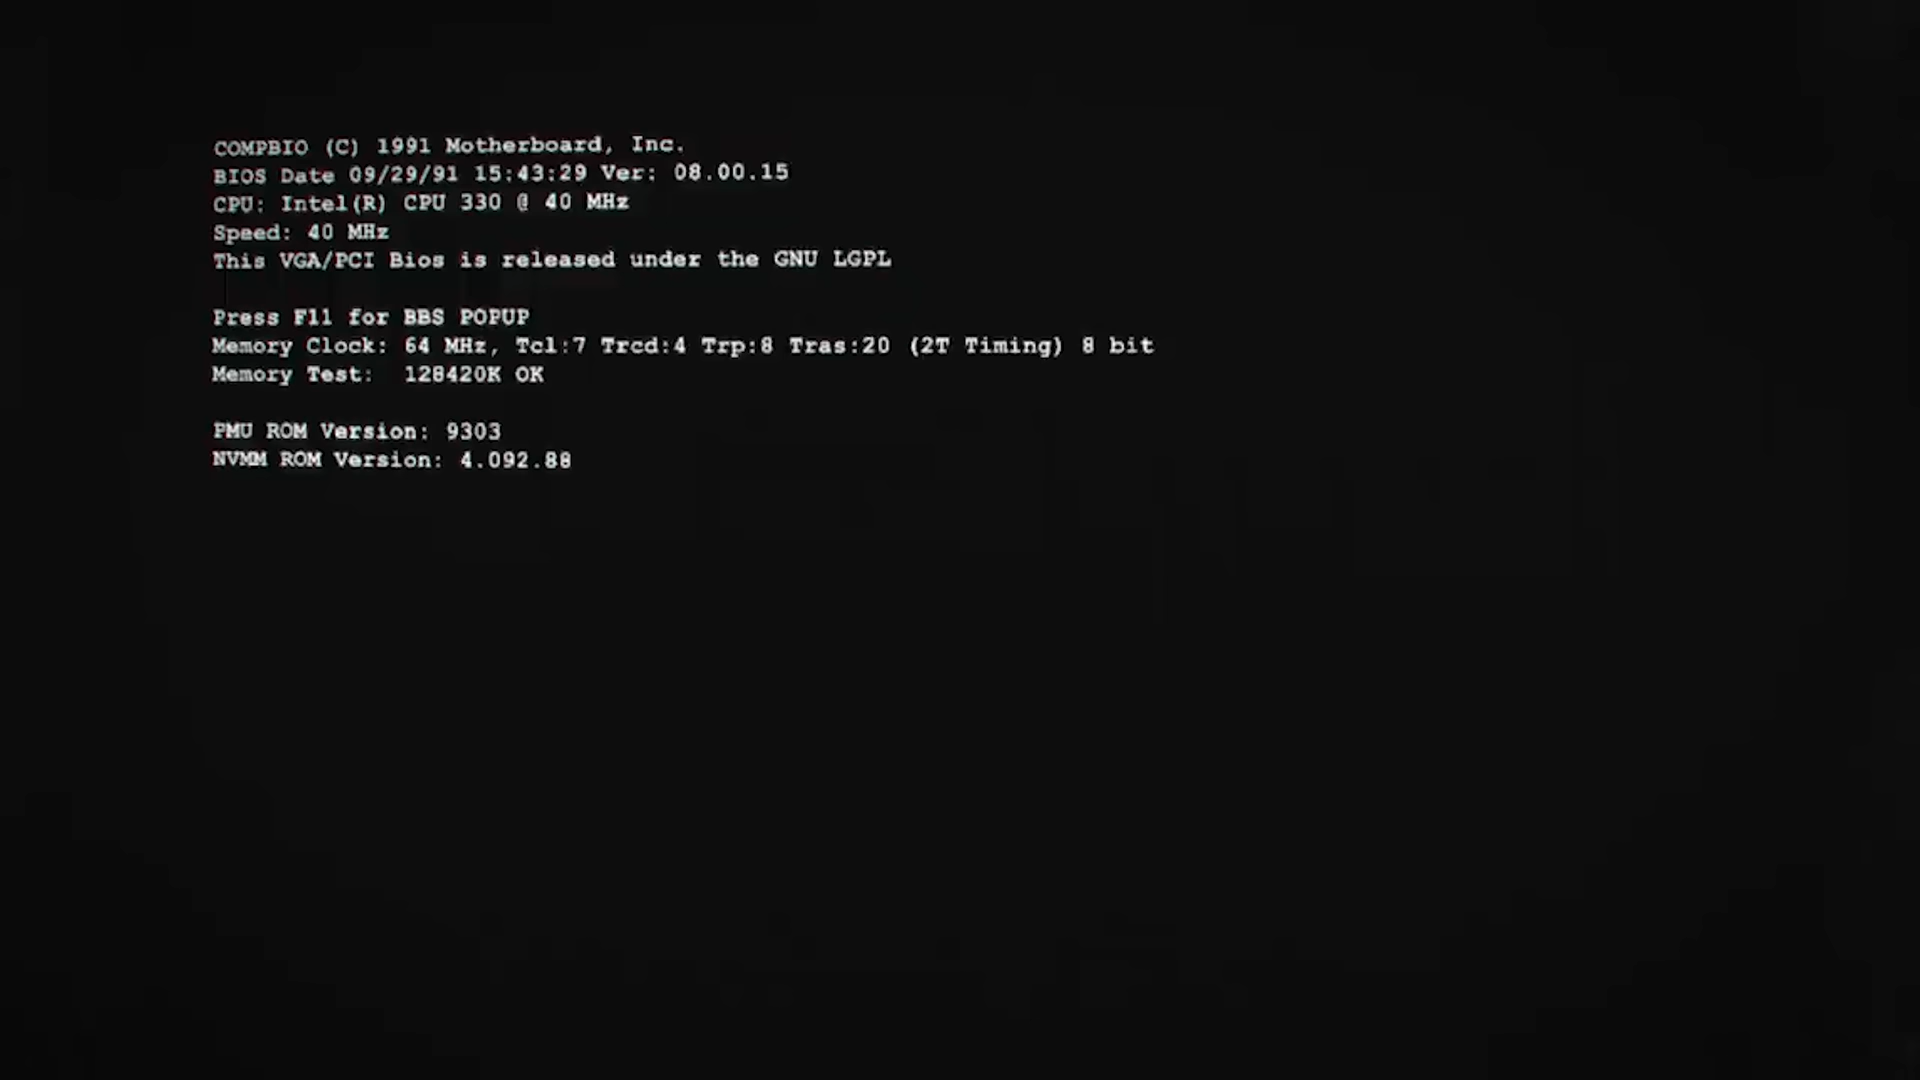 COMPBIO (C) 1991 Motherboard, Inc.
BIOS Date 09/29/91 15:43:29 Ver: 08.00.15
CPU: Intel(R) CPU 330 @ 40 MHz
Speed: 40 MHz
This VGA/PCI Bios is released under the GNU LGPL
Press F11 for BBS POPUP
Memory Clock: 64 MHz, Tcl:7 Trcd:4 Trp:8 Tras:20 (2T Timing) 8 bit
Memory Test:  128420K OK
PMU ROM Version: 9303
NVMM ROM Version: 4.092.88